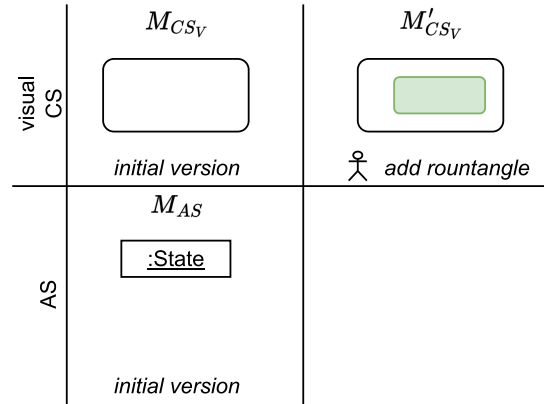 M_{CS_V}
M'_{CS_V}
visual
CS
initial version
add rountangle
M_{AS}
:State
AS
initial version